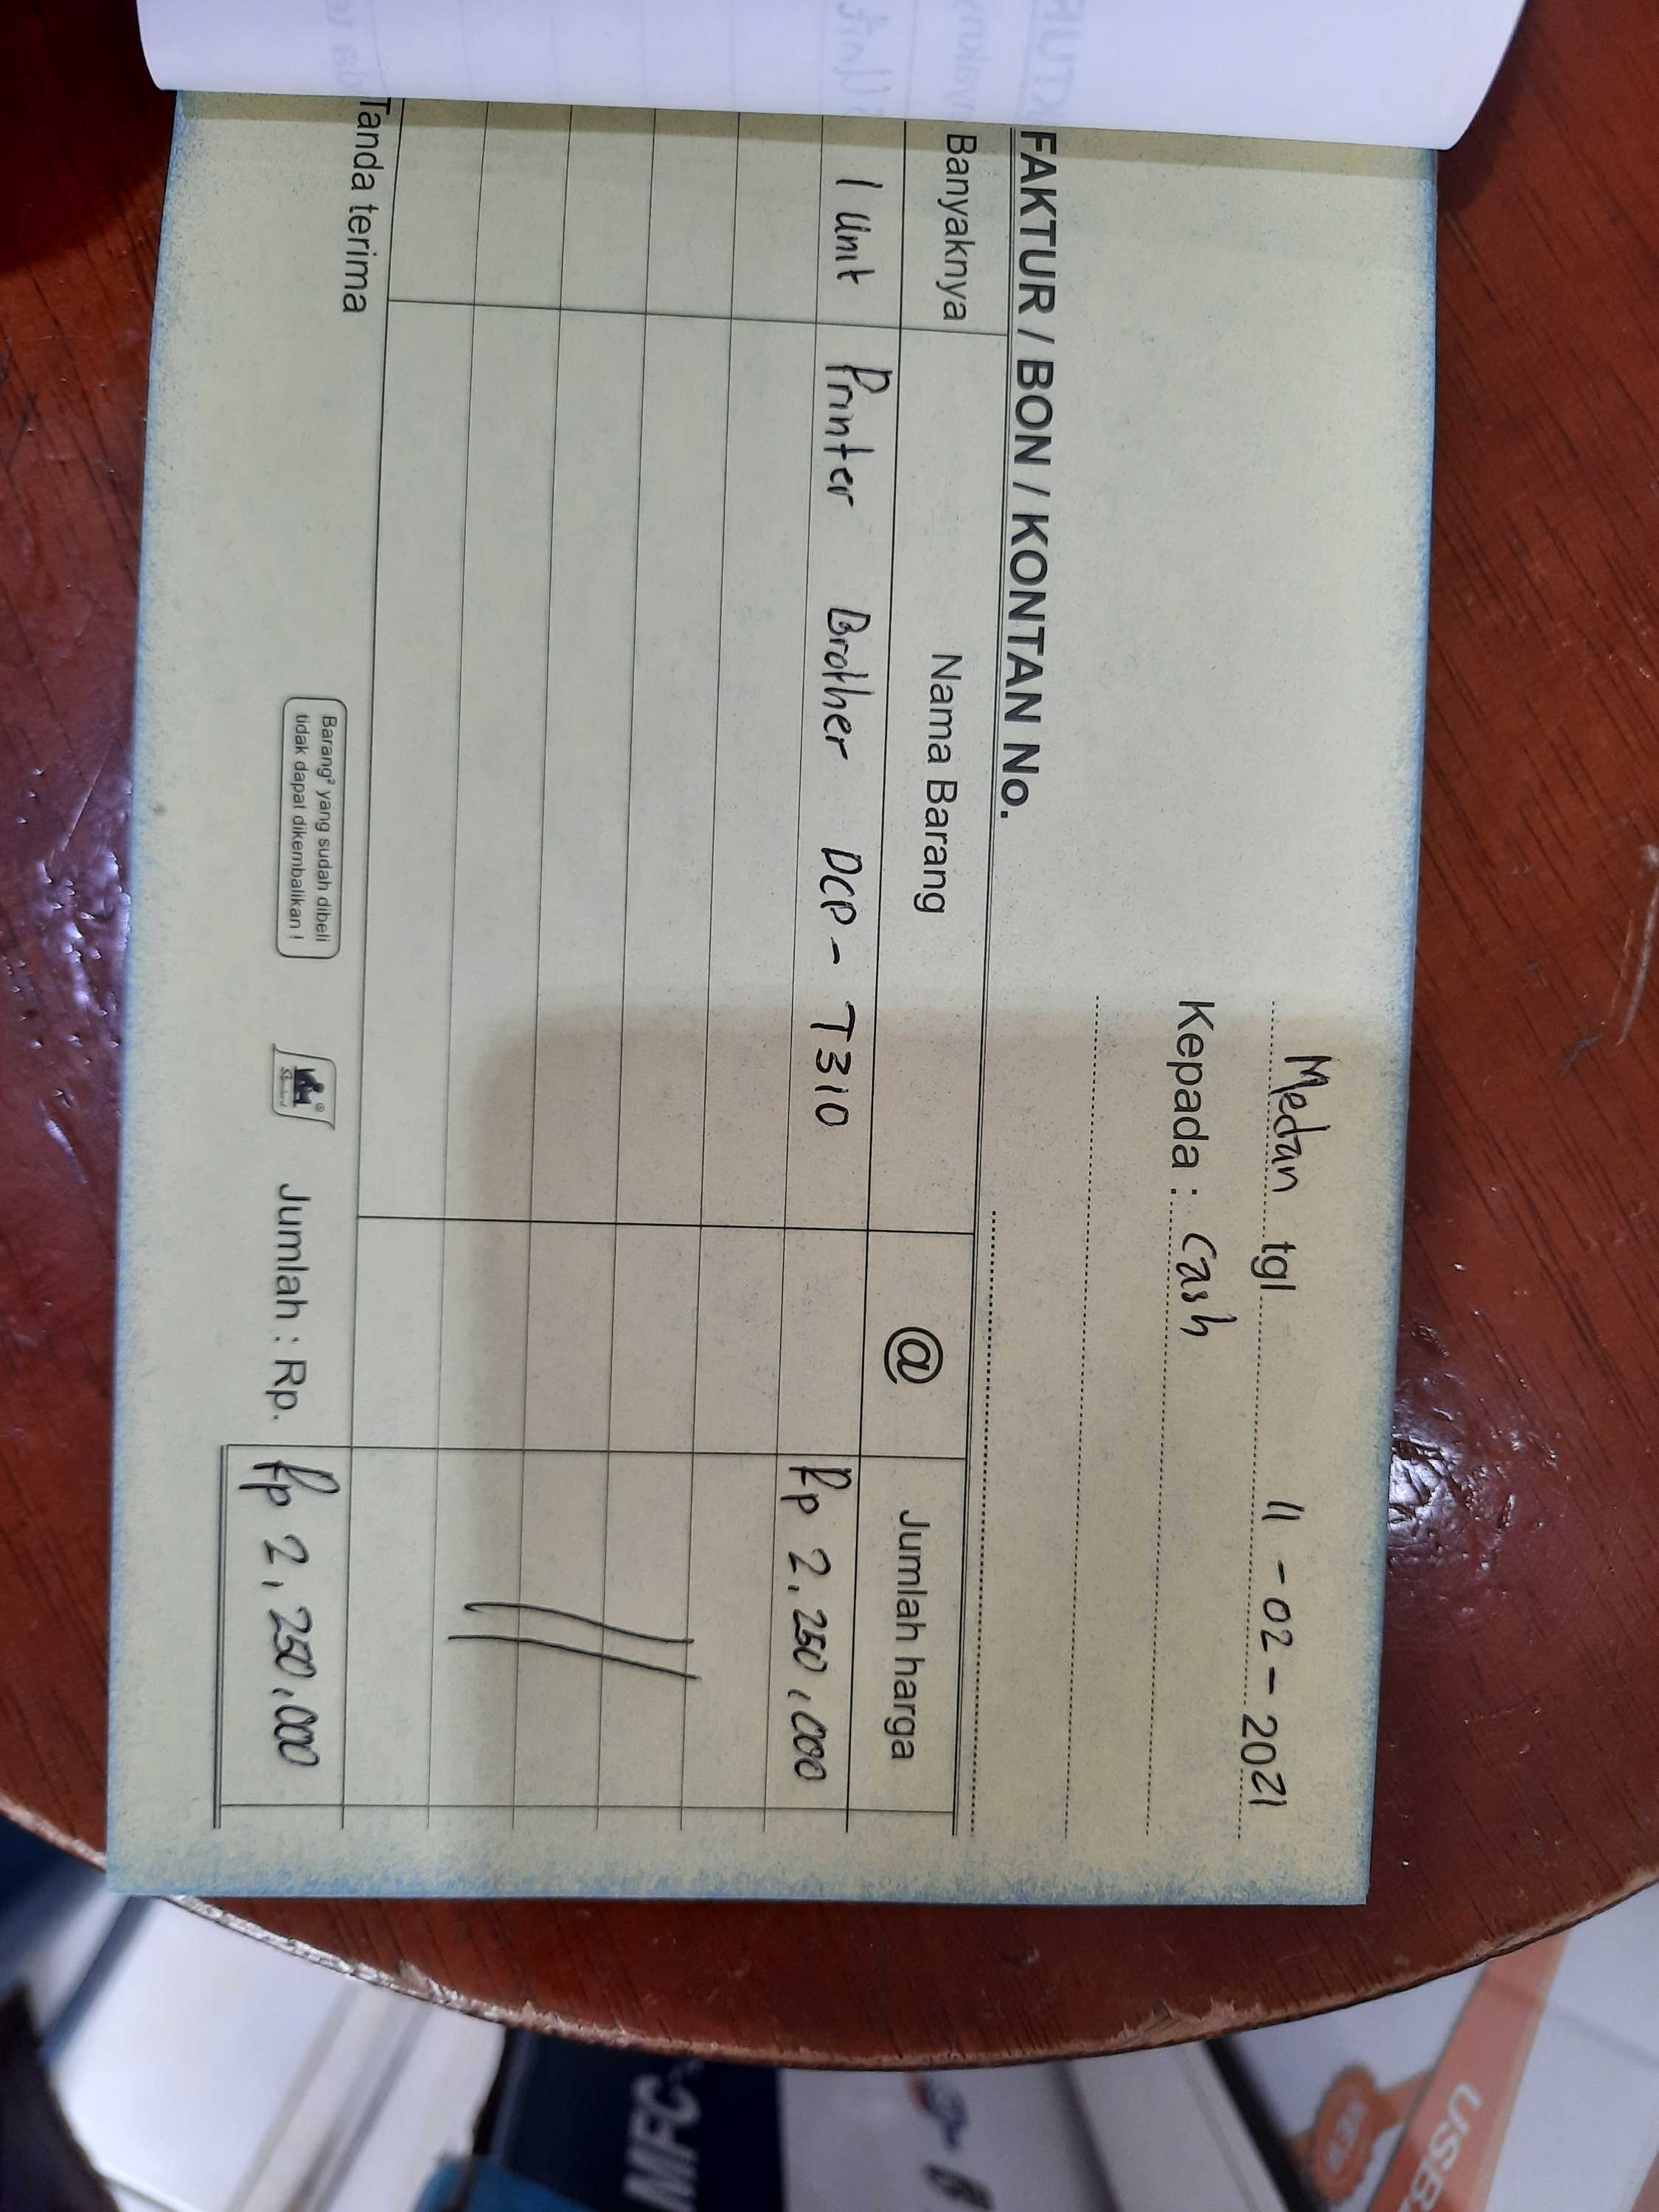 Medan tgl 11 - 02 - 2021
Kepada : Cash
FAKTUR / BON / KONTAN No.
Banyaknya Nama Barang @ Jumlah harga
1 Unit Printer Brother DCP - T310 Rp 2.250.000
Tanda terima
Barang² yang sudah dibeli
tidak dapat dikembalikan !
Jumlah : Rp. Rp 2,250.000
MFC-
USB
NEW